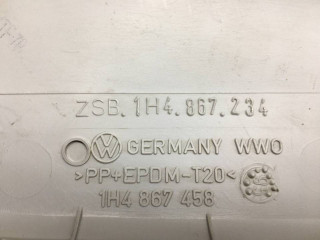 ZSB. 1H4.867.234
GERMANY WWO
>PP+EPDM-T20<
1H4 867 458